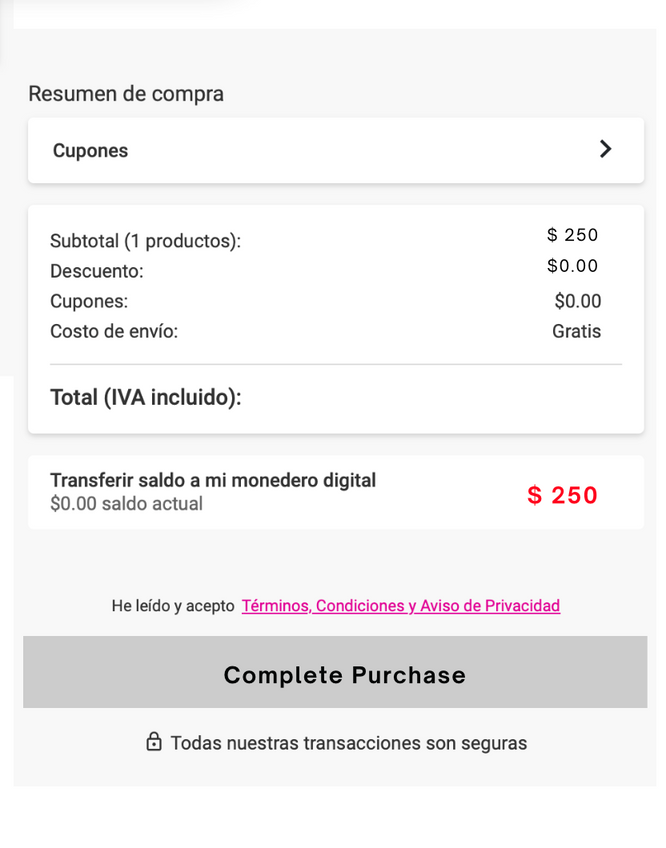 Resumen de compra
Cupones
Subtotal (1 productos): $ 250
Descuento: $0.00
Cupones: $0.00
Costo de envío: Gratis
Total (IVA incluido):
Transferir saldo a mi monedero digital
$0.00 saldo actual
$ 250
He leído y acepto Términos, Condiciones y Aviso de Privacidad
Complete Purchase
Todas nuestras transacciones son seguras